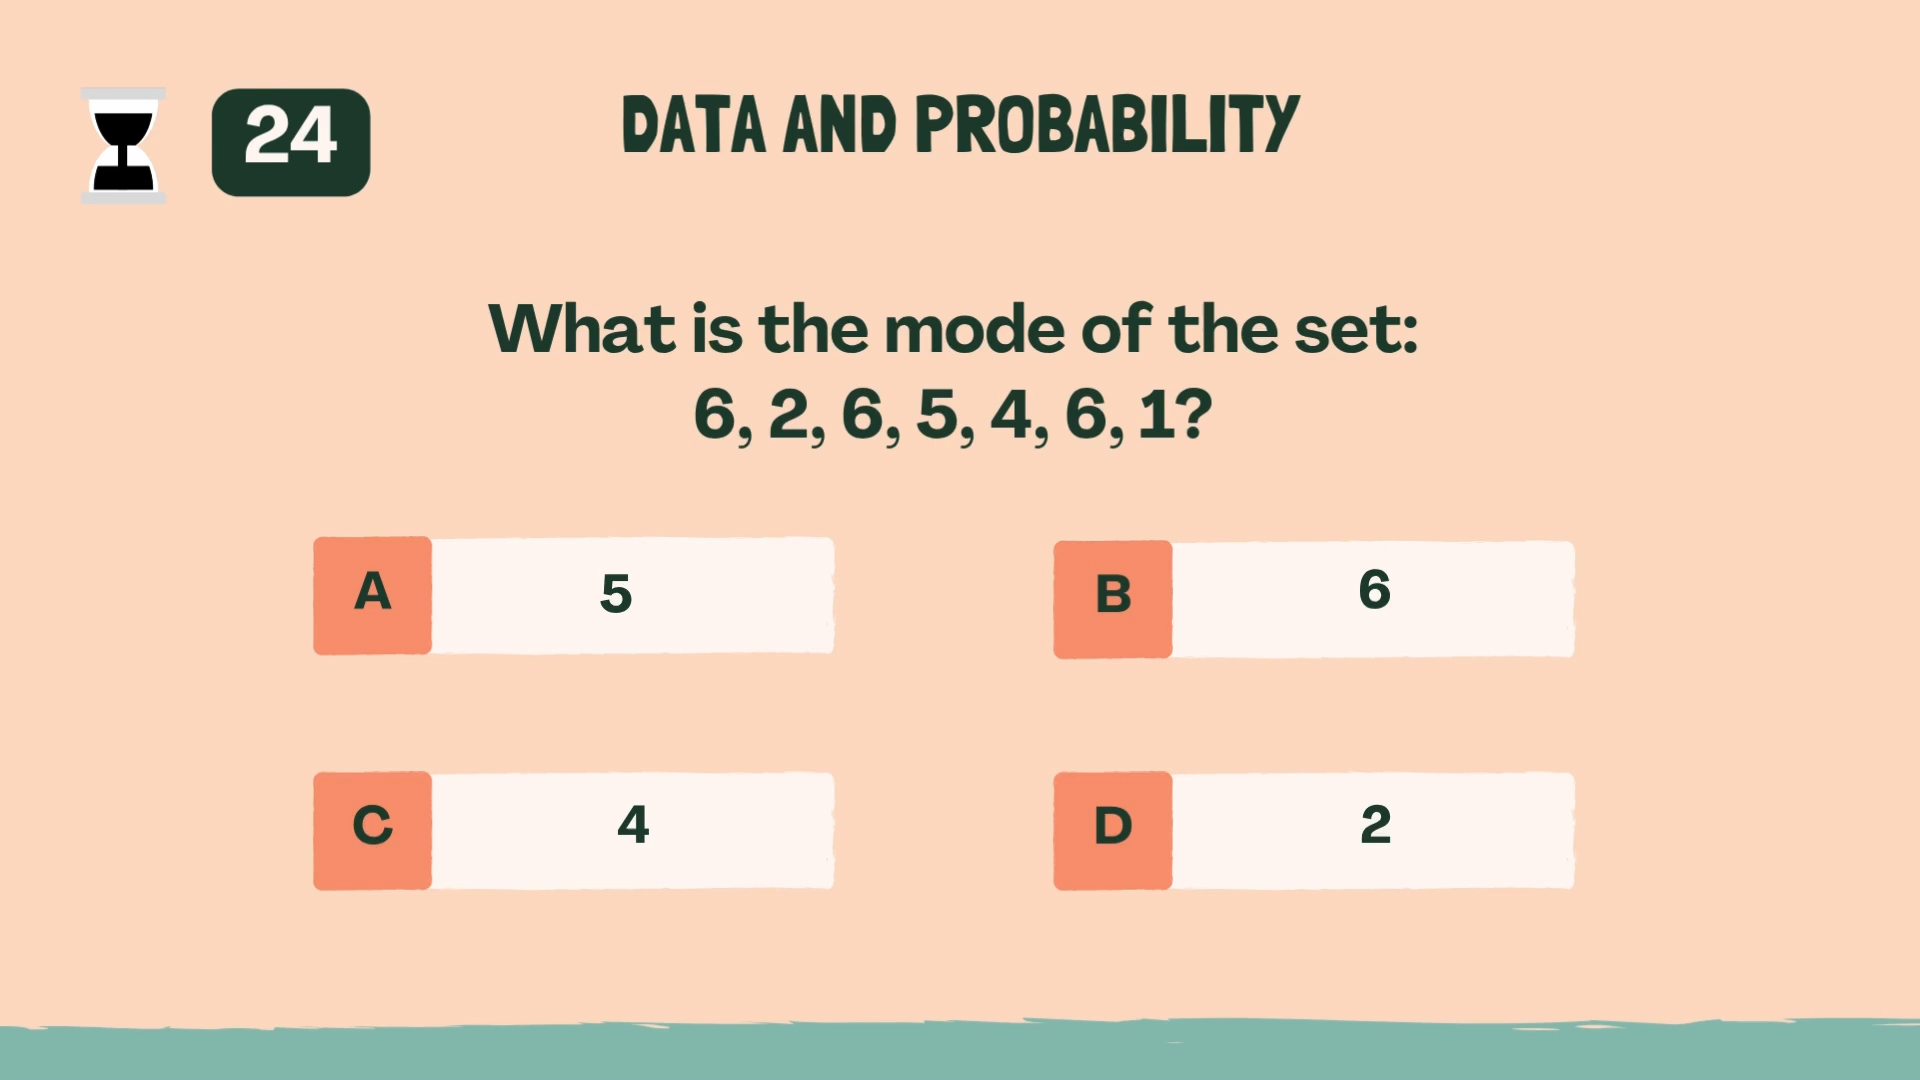 24
DATA AND PROBABILITY
What is the mode of the set:
6, 2, 6, 5, 4, 6, 1?
A 5
B 6
C 4
D 2